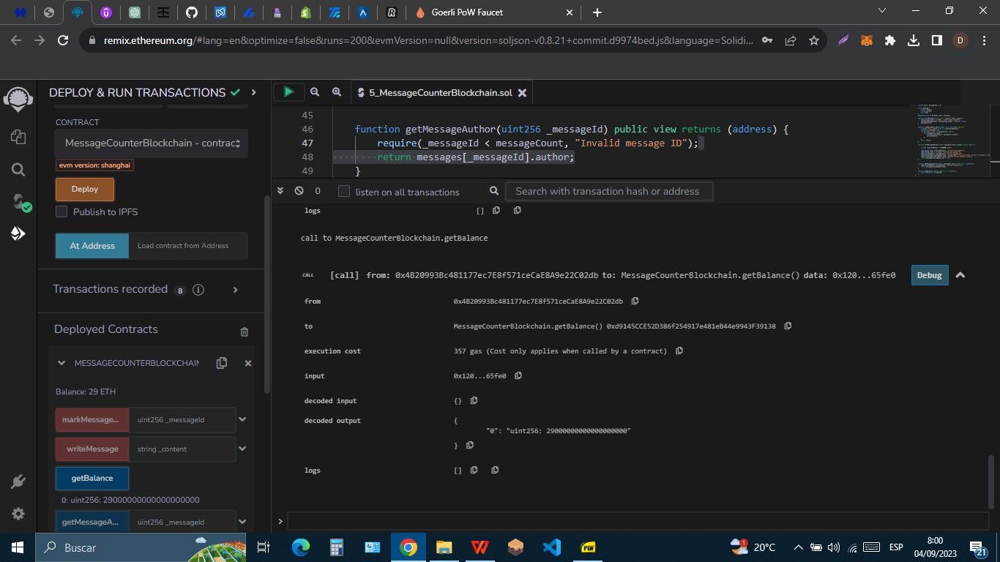 Goerli PoW Faucet
remix.ethereum.org/#lang=en&optimize=false&runs=200&evmVersion=null&version=soljson-v0.8.21+commit.d9974bed.js&language=Solidi...
D
DEPLOY & RUN TRANSACTIONS
CONTRACT
MessageCounterBlockchain - contrac
evm version: shanghai
Deploy
Publish to IPFS
At Address
Load contract from Address
Transactions recorded 8 i
Deployed Contracts
MESSAGECOUNTERBLOCKCHAIN
Balance: 29 ETH
markMessage...
uint256 _messageId
writeMessage
string _content
getBalance
0: uint256: 29000000000000000000
getMessageA...
uint256 _messageId
5_MessageCounterBlockchain.sol
45
46 function getMessageAuthor(uint256 _messageId) public view returns (address) {
47 require(_messageId < messageCount, "Invalid message ID");
48 return messages[_messageId].author;
49 }
0
listen on all transactions
Search with transaction hash or address
logs []
call to MessageCounterBlockchain.getBalance
CALL [call] from: 0x4B20993Bc481177ec7E8f571ceCaE8A9e22C02db to: MessageCounterBlockchain.getBalance() data: 0x120...65fe0
Debug
from 0x4B20993Bc481177ec7E8f571ceCaE8A9e22C02db
to MessageCounterBlockchain.getBalance() 0xd9145CCE52D386f254917e481eB44e9943F39138
execution cost 357 gas (Cost only applies when called by a contract)
input 0x120...65fe0
decoded input {}
decoded output {
"0": "uint256: 29000000000000000000"
}
logs []
>
Buscar
1
20°C
ESP
8:00
04/09/2023
21